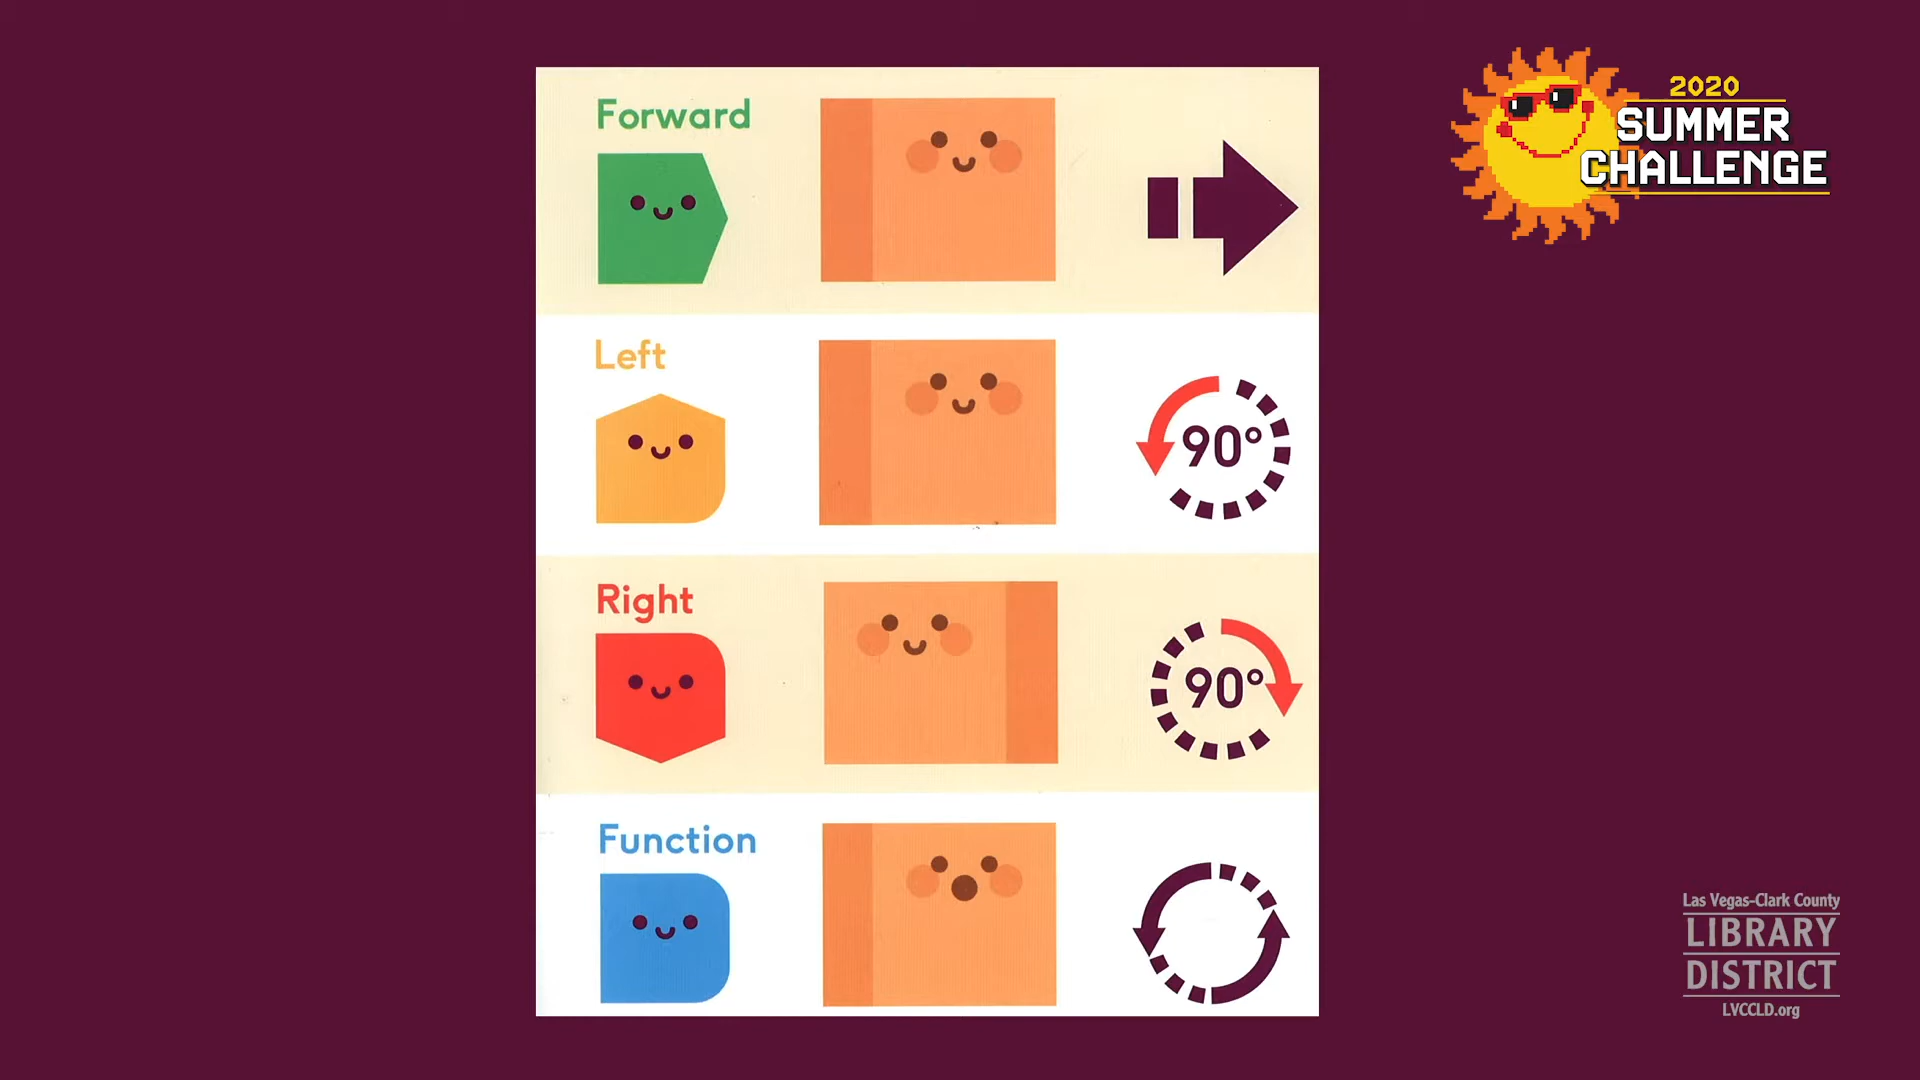 Forward
2020
SUMMER
CHALLENGE
Left
90°
Right
90°
Function
Las Vegas-Clark County
LIBRARY
DISTRICT
LVCCLD.org